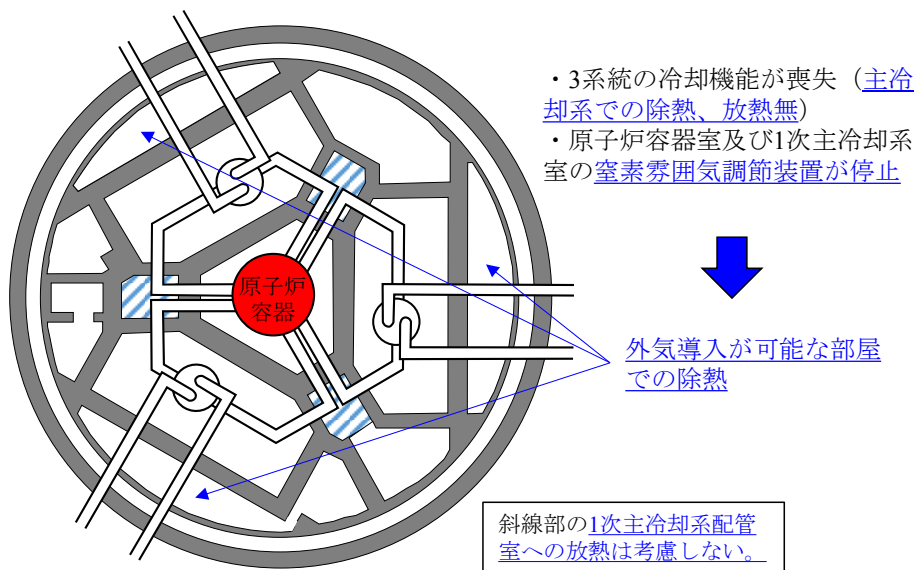 ・3系統の冷却機能が喪失（主冷
却系での除熱、放熱無）
・原子炉容器室及び1次主冷却系
室の窒素雰囲気調節装置が停止
原子炉
容器
外気導入が可能な部屋
での除熱
斜線部の1次主冷却系配管
室への放熱は考慮しない。